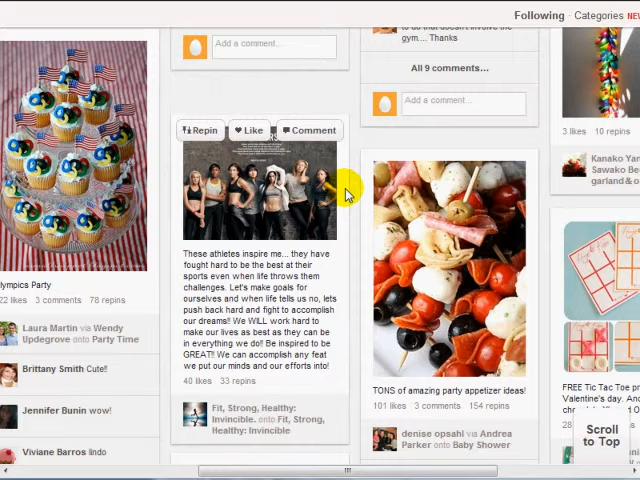 Following · Categories NEW
lympics Party
22 likes 3 comments 78 repins
Laura Martin via Wendy
Updegrove onto Party Time
Brittany Smith Cute!!
Jennifer Bunin wow!
Viviane Barros lindo
Add a comment...
Repin Like Comment
These athletes inspire me... they have
fought hard to be the best at their
sports even when life throws them
challenges. Let's make goals for
ourselves and when life tells us no, lets
push back hard and fight to accomplish
our dreams!! We WILL work hard to
make our lives as best as they can be
in everything we do!! Be inspired to be
GREAT!! We can accomplish any feat
we put our minds and our efforts into!
40 likes 33 repins
Fit, Strong, Healthy:
Invincible. onto Fit, Strong,
Healthy: Invincible
to do that doesn't involve the
gym.... Thanks
All 9 comments...
Add a comment...
TONS of amazing party appetizer ideas!
101 likes 3 comments 154 repins
denise opsahl via Andrea
Parker onto Baby Shower
3 likes 10 repins
Kanako Yam
Sawako Be
garland & o
FREE Tic Tac Toe pr
Valentine's day. And
28
Scroll
to Top